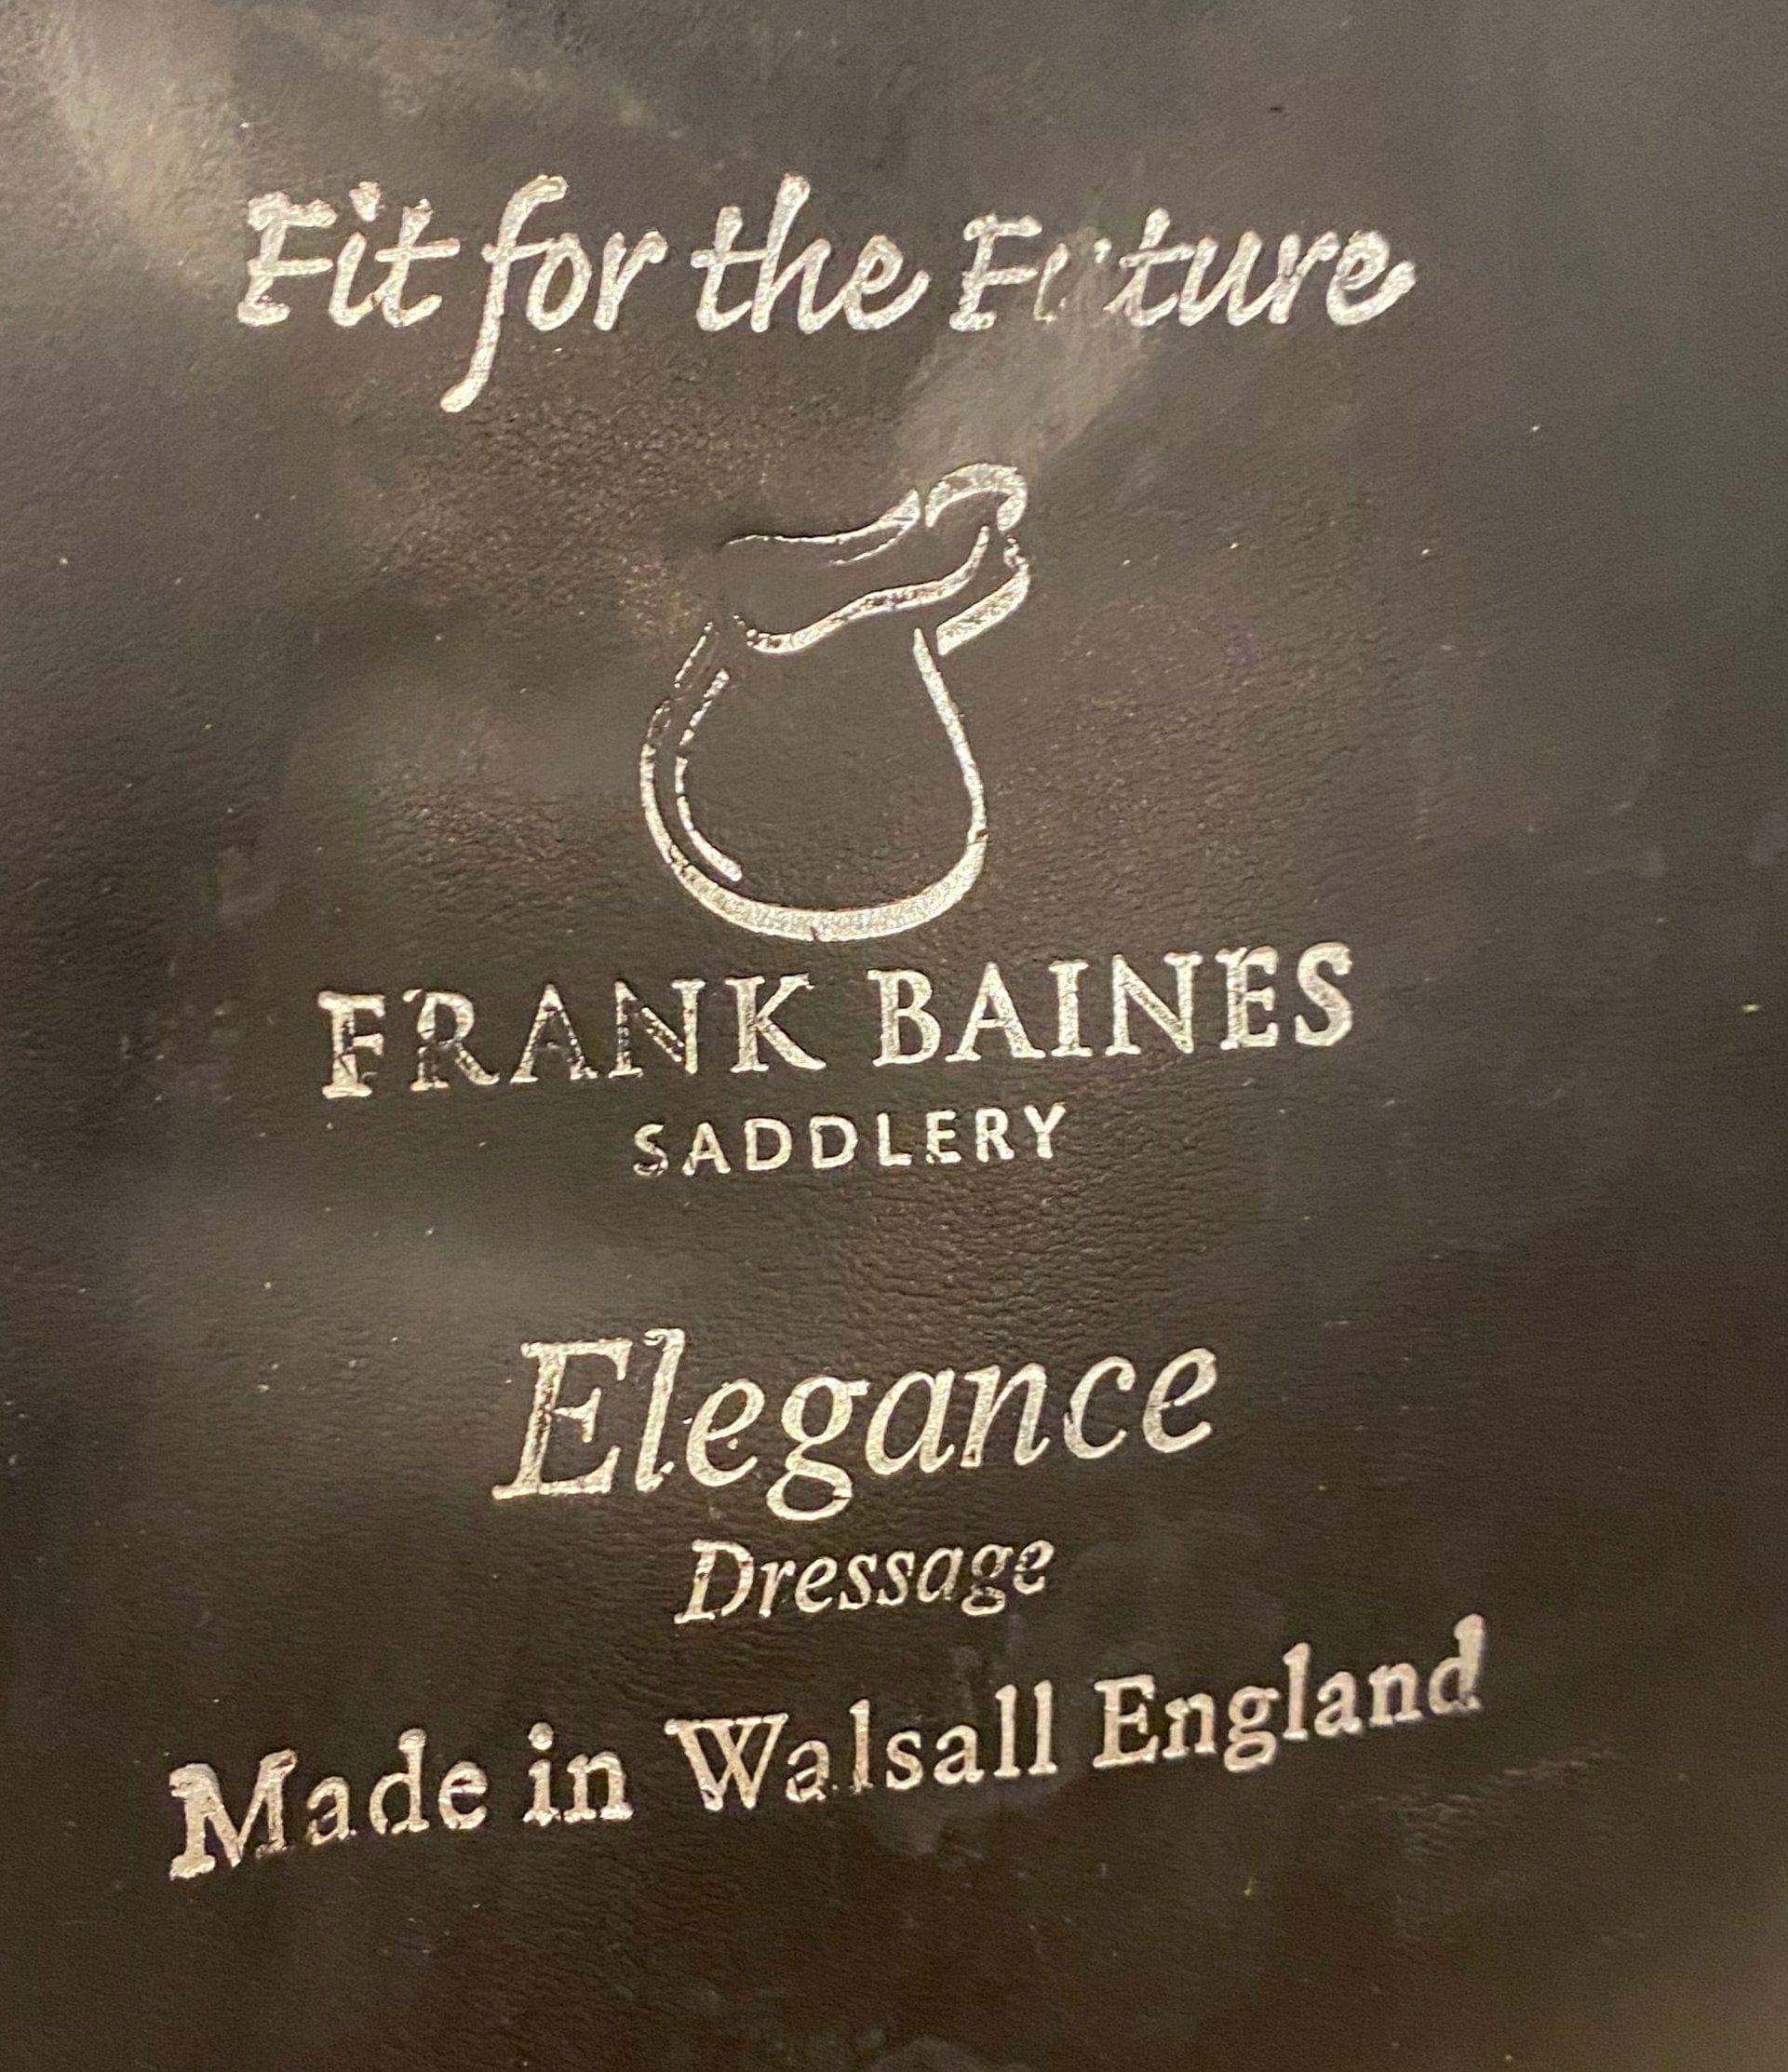 Fit for the Future
FRANK BAINES
SADDLERY
Elegance
Dressage
Made in Walsall England